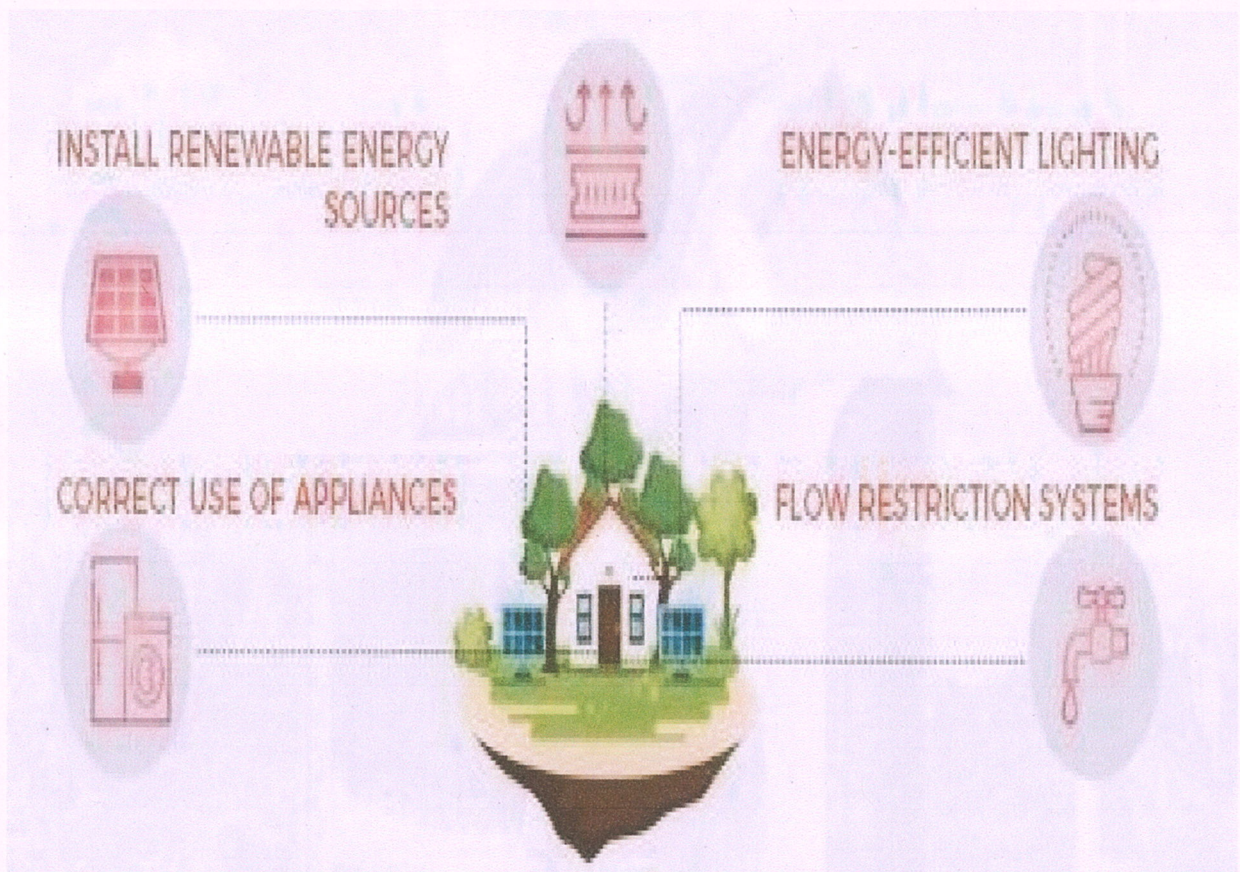 INSTALL RENEWABLE ENERGY
SOURCES
ENERGY-EFFICIENT LIGHTING
CORRECT USE OF APPLIANCES
FLOW RESTRICTION SYSTEMS